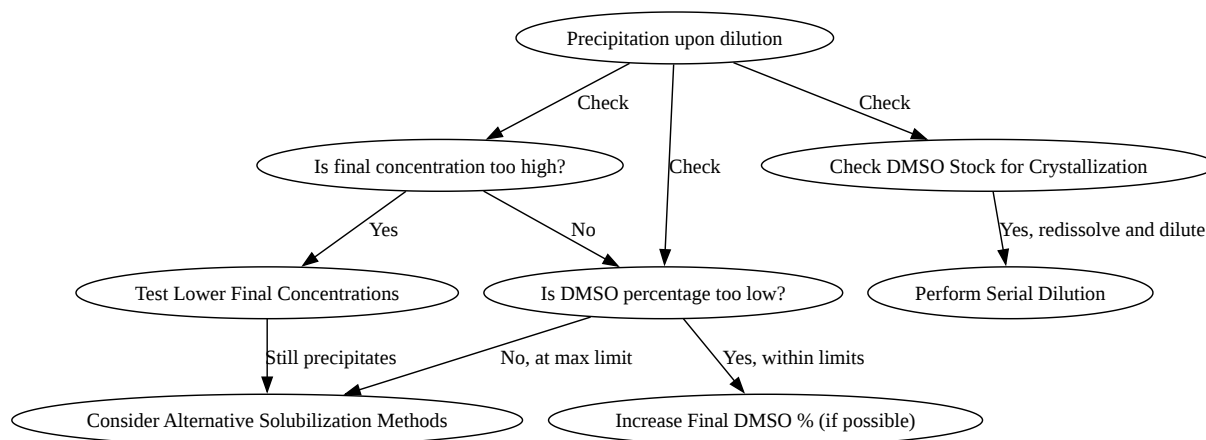 Precipitation upon dilution
Check
Check
Check
Is final concentration too high?
Check DMSO Stock for Crystallization
Yes
No
Yes, redissolve and dilute
Test Lower Final Concentrations
Is DMSO percentage too low?
Perform Serial Dilution
Still precipitates
No, at max limit
Yes, within limits
Consider Alternative Solubilization Methods
Increase Final DMSO % (if possible)